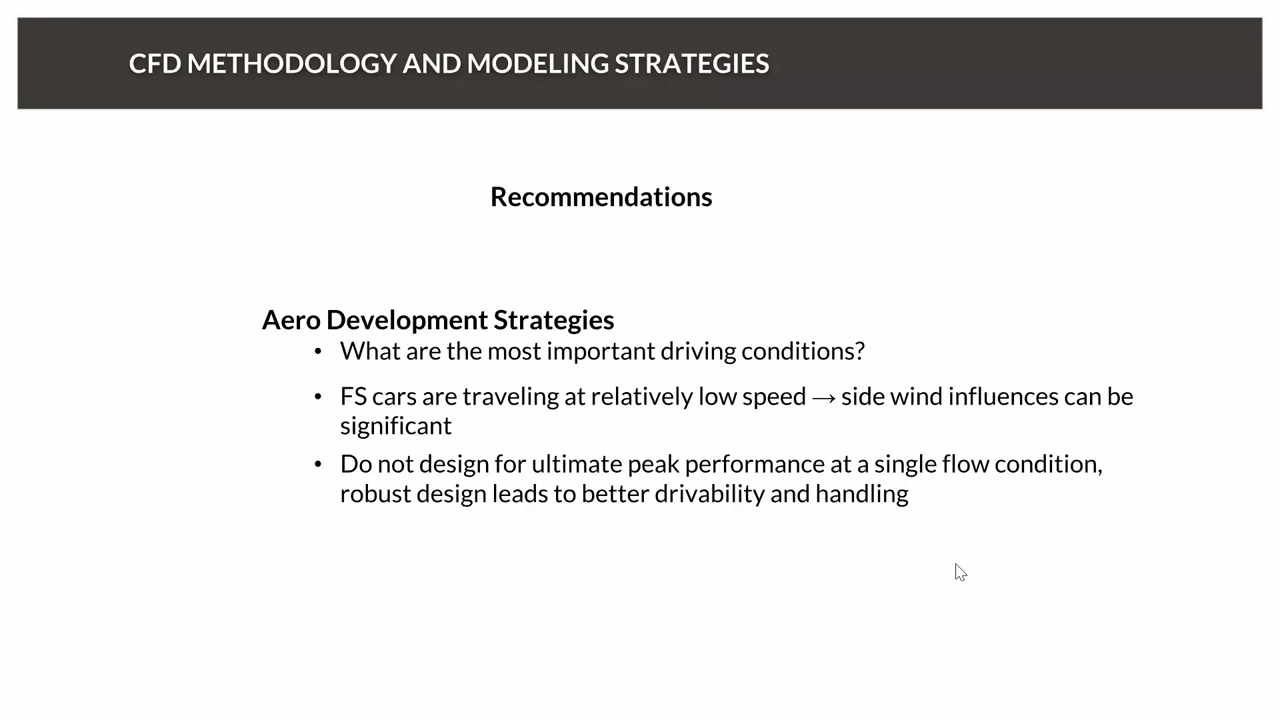 CFD METHODOLOGY AND MODELING STRATEGIES
Recommendations
Aero Development Strategies
• What are the most important driving conditions?
• FS cars are traveling at relatively low speed → side wind influences can be
significant
• Do not design for ultimate peak performance at a single flow condition,
robust design leads to better drivability and handling